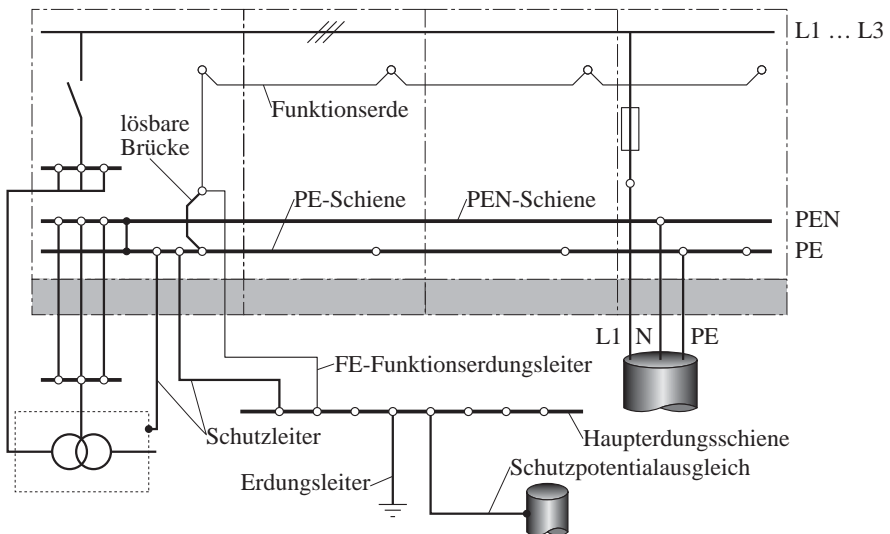 L1 … L3
Funktionserde
lösbare
Brücke
PE-Schiene
PEN-Schiene
PEN
PE
L1 N PE
FE-Funktionserdungsleiter
Schutzleiter
Haupterdungsschiene
Schutzpotentialausgleich
Erdungsleiter